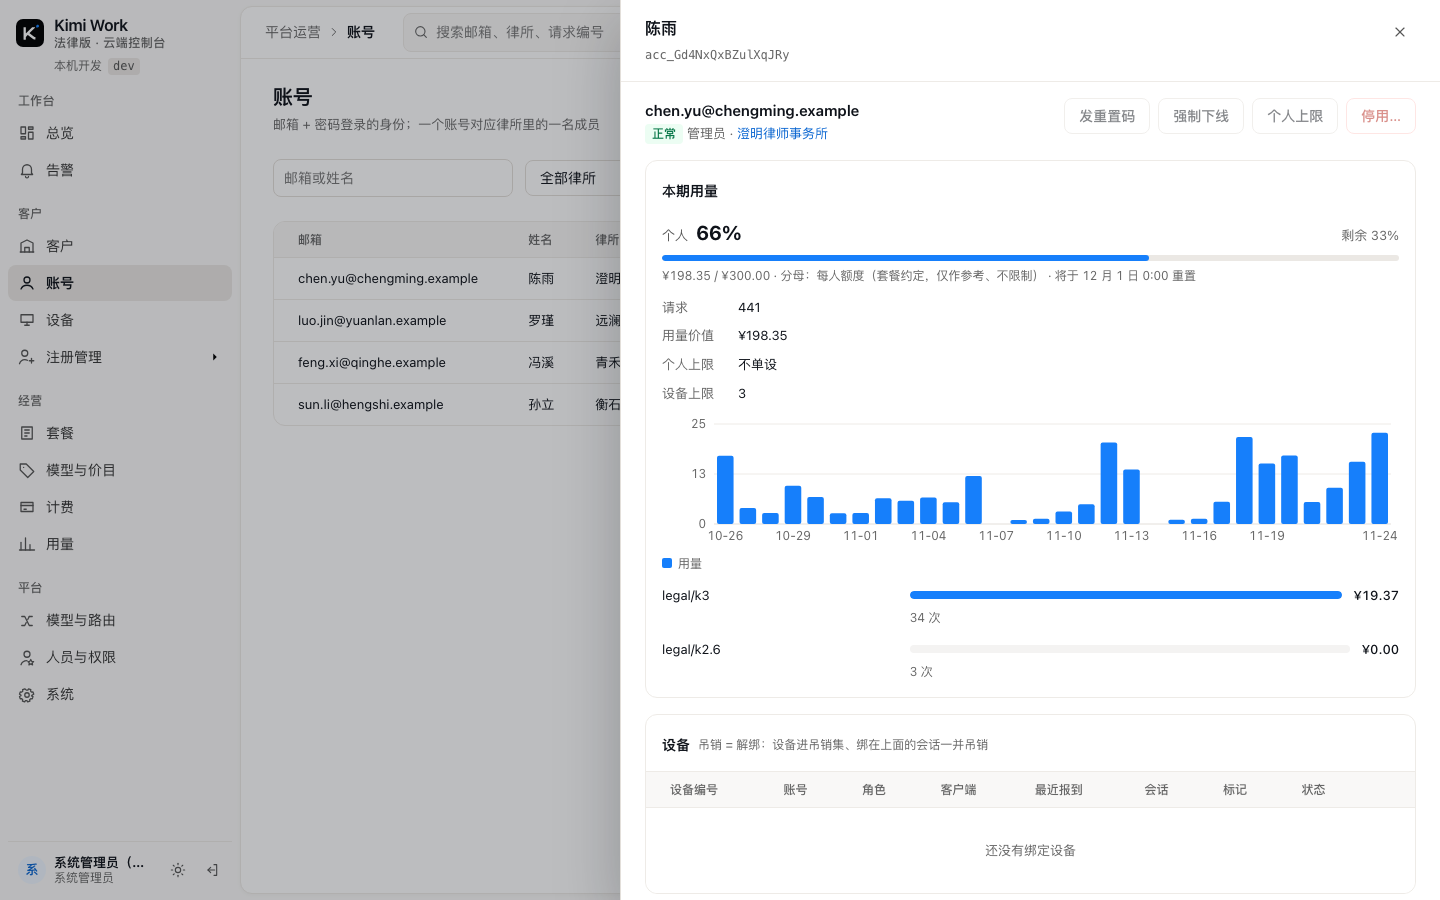 Kimi Work
法律版 · 云端控制台
本机开发 dev
工作台
总览
告警
客户
客户
账号
设备
注册管理
经营
套餐
模型与价目
计费
用量
平台
模型与路由
人员与权限
系统
系 系统管理员（...
系统管理员
平台运营 > 账号
搜索邮箱、律所、请求编号
账号
邮箱 + 密码登录的身份；一个账号对应律所里的一名成员
邮箱或姓名 全部律所
邮箱 姓名 律所
chen.yu@chengming.example 陈雨 澄明
luo.jin@yuanlan.example 罗瑾 远澜
feng.xi@qinghe.example 冯溪 青禾
sun.li@hengshi.example 孙立 衡石
陈雨
acc_Gd4NxQxBZulXqJRy
chen.yu@chengming.example
正常 管理员 · 澄明律师事务所
发重置码 强制下线 个人上限 停用...
本期用量
个人 66% 剩余 33%
¥198.35 / ¥300.00 · 分母：每人额度（套餐约定，仅作参考、不限制） · 将于 12 月 1 日 0:00 重置
请求 441
用量价值 ¥198.35
个人上限 不单设
设备上限 3
25
13
0
10-26 10-29 11-01 11-04 11-07 11-10 11-13 11-16 11-19 11-24
用量
legal/k3 ¥19.37
34 次
legal/k2.6 ¥0.00
3 次
设备 吊销 = 解绑：设备进吊销集、绑在上面的会话一并吊销
设备编号 账号 角色 客户端 最近报到 会话 标记 状态
还没有绑定设备